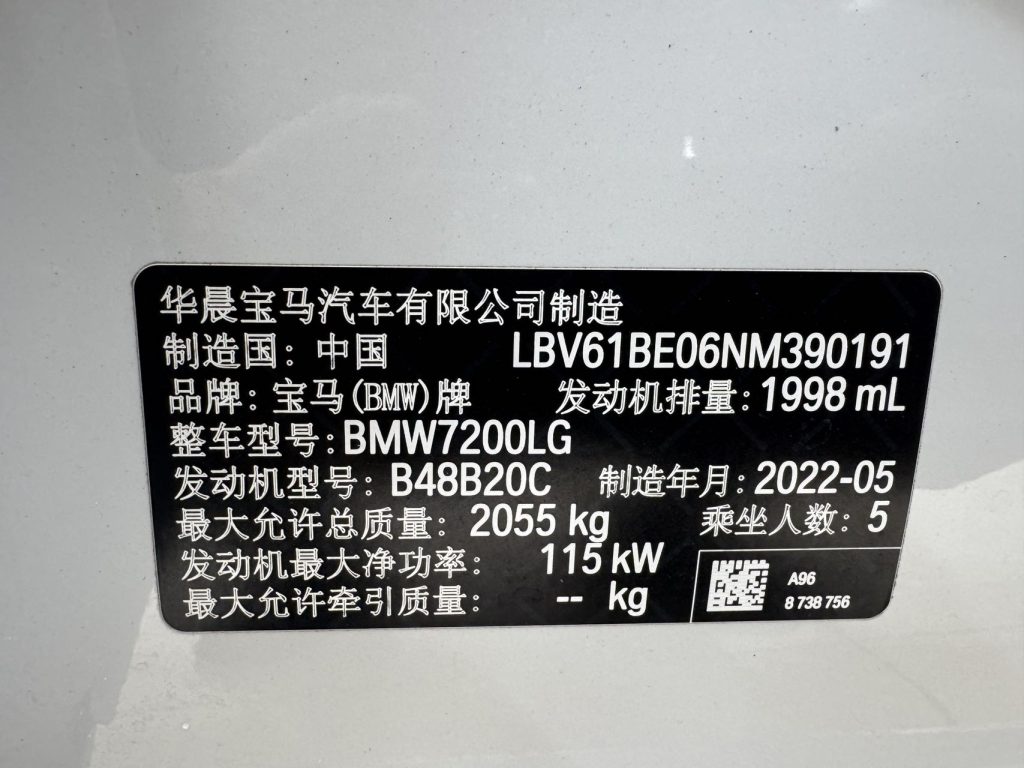 华晨宝马汽车有限公司制造
制造国：中国 LBV61BE06NM390191
品牌：宝马(BMW)牌 发动机排量：1998 mL
整车型号：BMW7200LG
发动机型号：B48B20C 制造年月：2022-05
最大允许总质量：2055 kg 乘坐人数：5
发动机最大净功率：115 kW
最大允许牵引质量：-- kg
A96
8 738 756